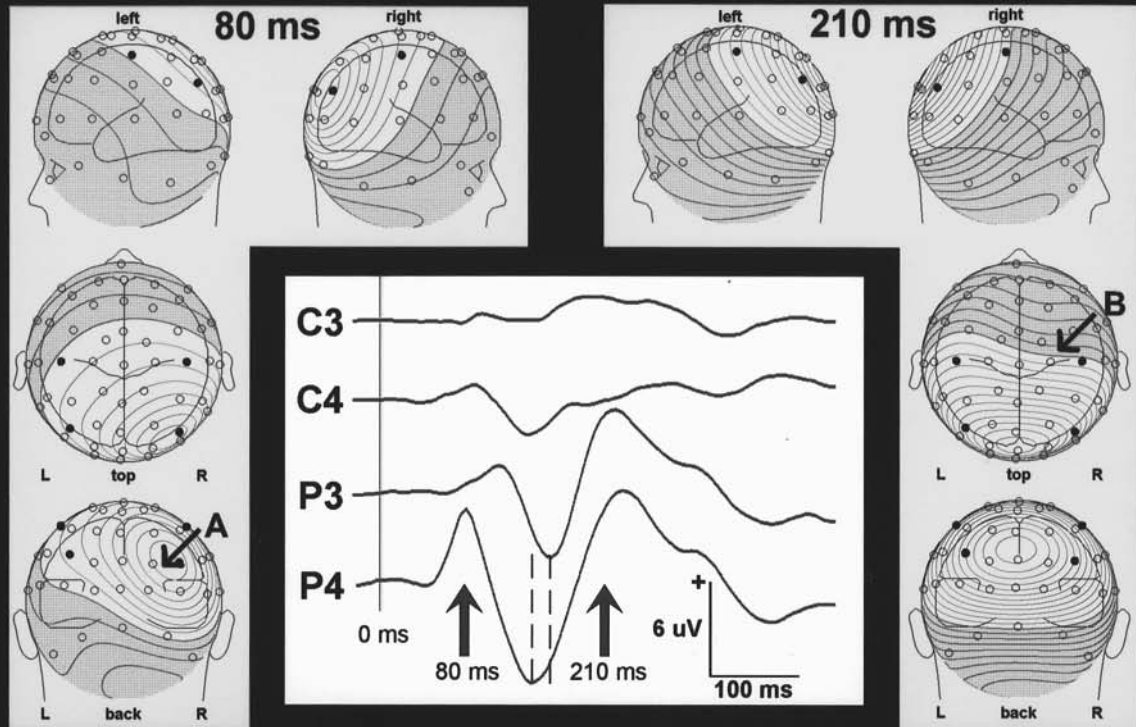 left 80 ms right
left 210 ms right
L top R
A
L back R
C3
C4
P3
P4
0 ms
80 ms
210 ms
+
6 uV
100 ms
B
L top R
L back R